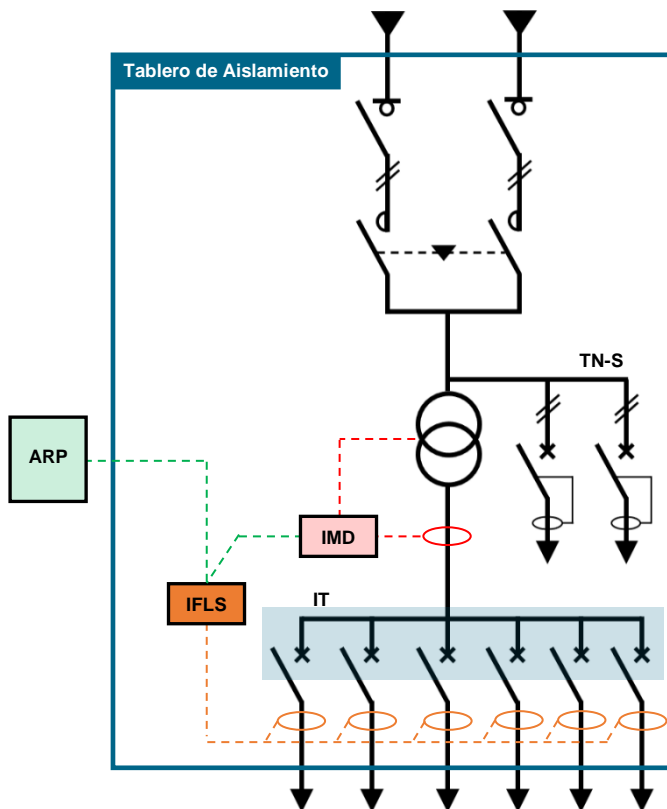 Tablero de Aislamiento
TN-S
ARP
IMD
IFLS
IT